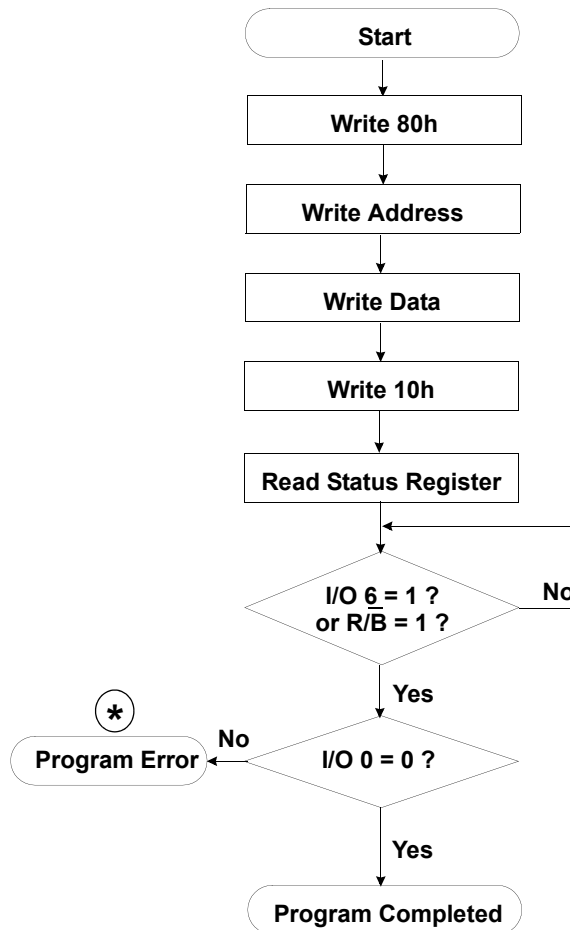 Start
Write 80h
Write Address
Write Data
Write 10h
Read Status Register
I/O 6 = 1 ?
or R/B̅ = 1 ?
No
Yes
*
Program Error
No
I/O 0 = 0 ?
Yes
Program Completed